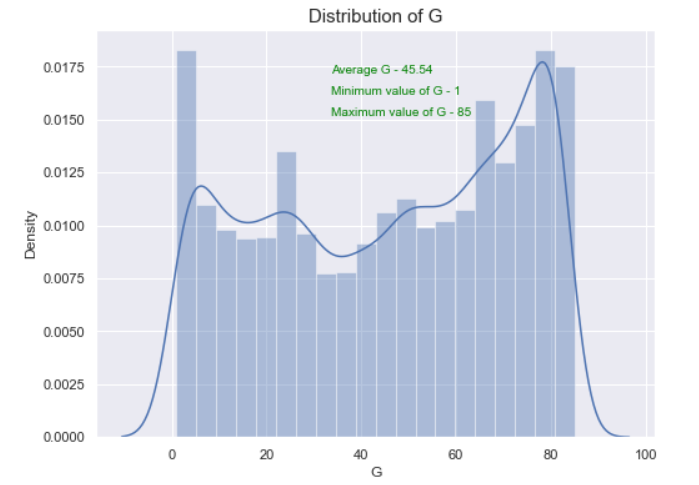 Distribution of G
Average G - 45.54
Minimum value of G - 1
Maximum value of G - 85
Density
0.0175
0.0150
0.0125
0.0100
0.0075
0.0050
0.0025
0.0000
0
20
40
60
80
100
G